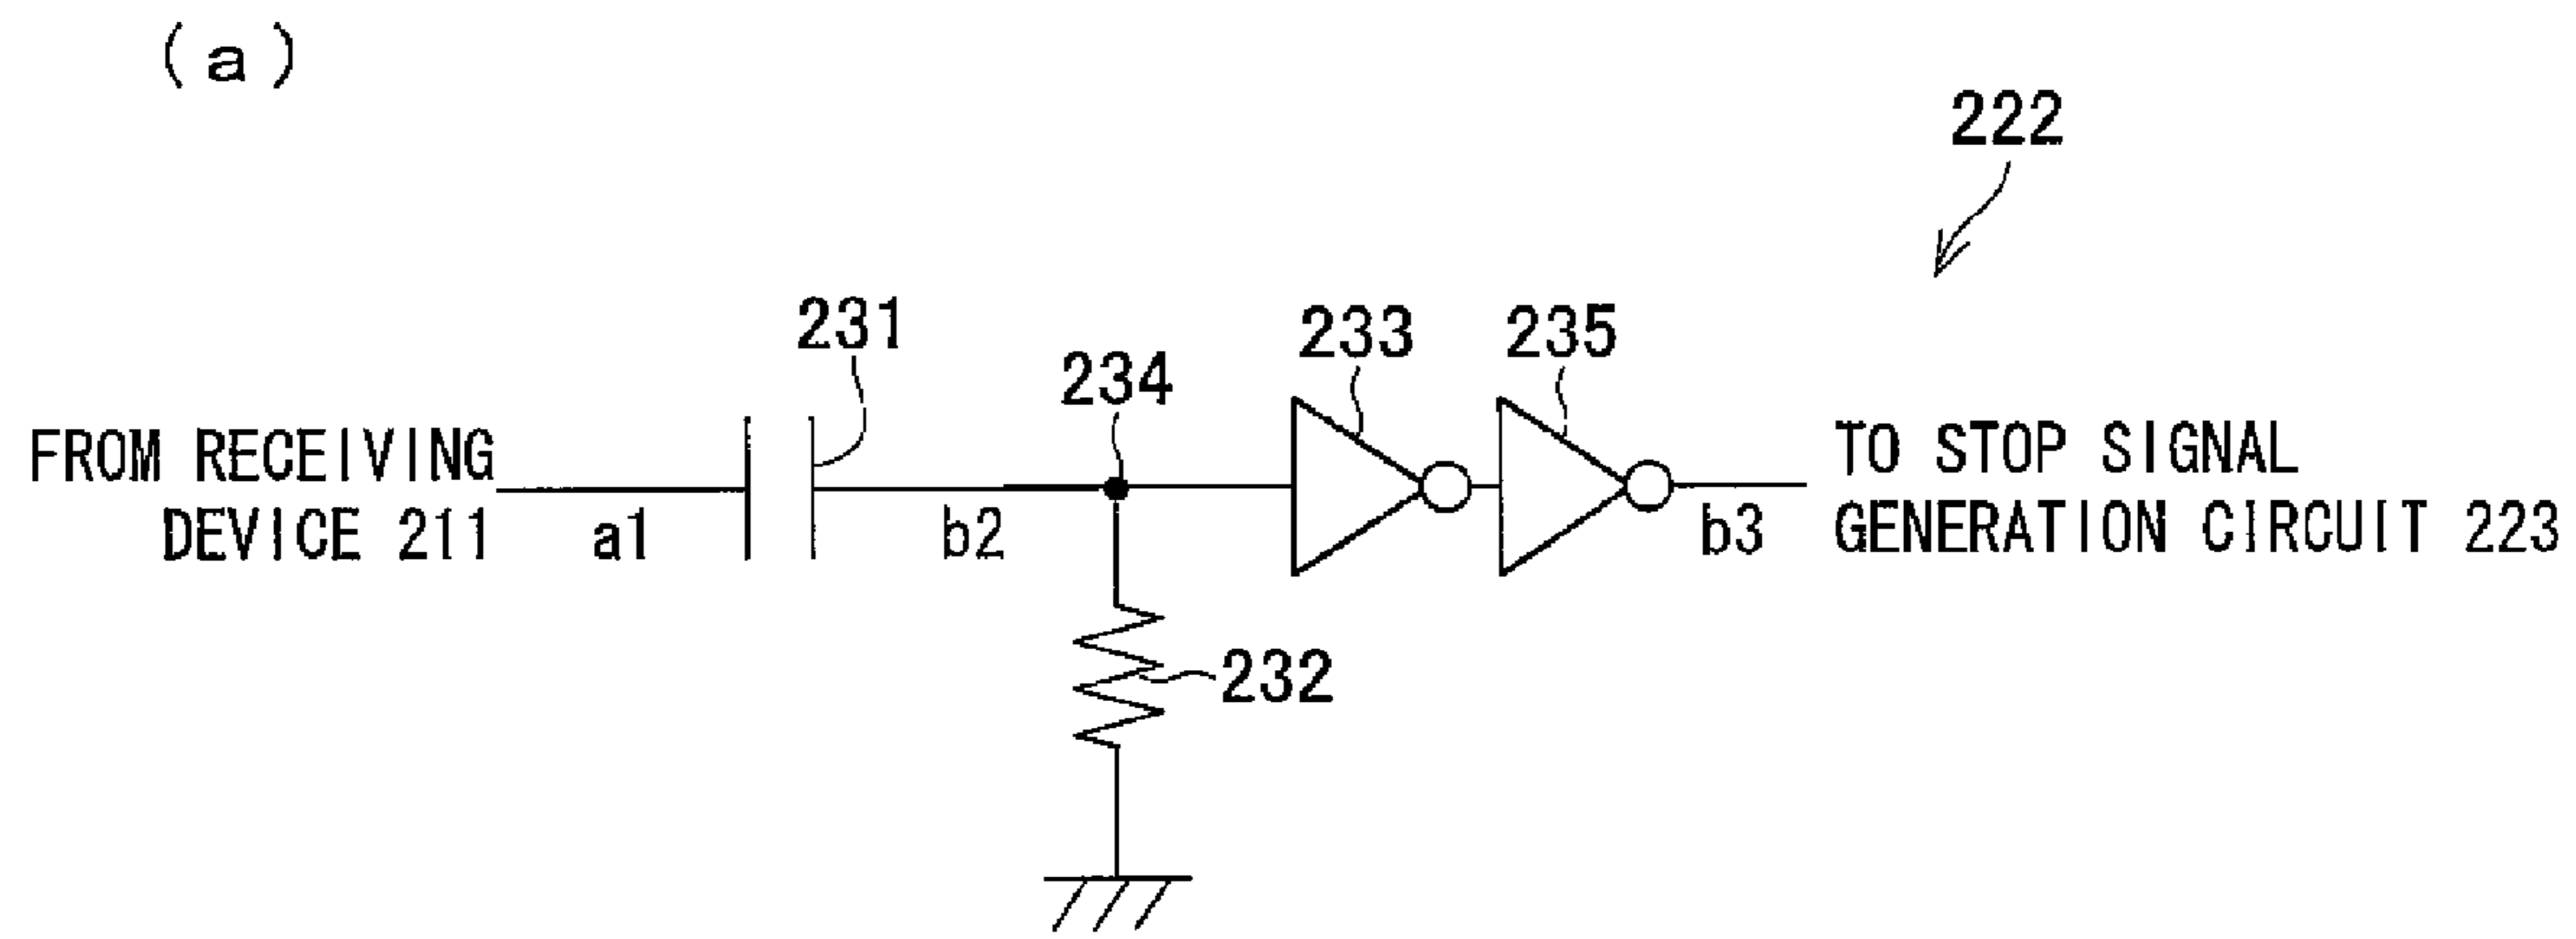 (a)
222
231
234
233
235
FROM RECEIVING
DEVICE 211
a1
b2
b3
TO STOP SIGNAL
GENERATION CIRCUIT 223
232